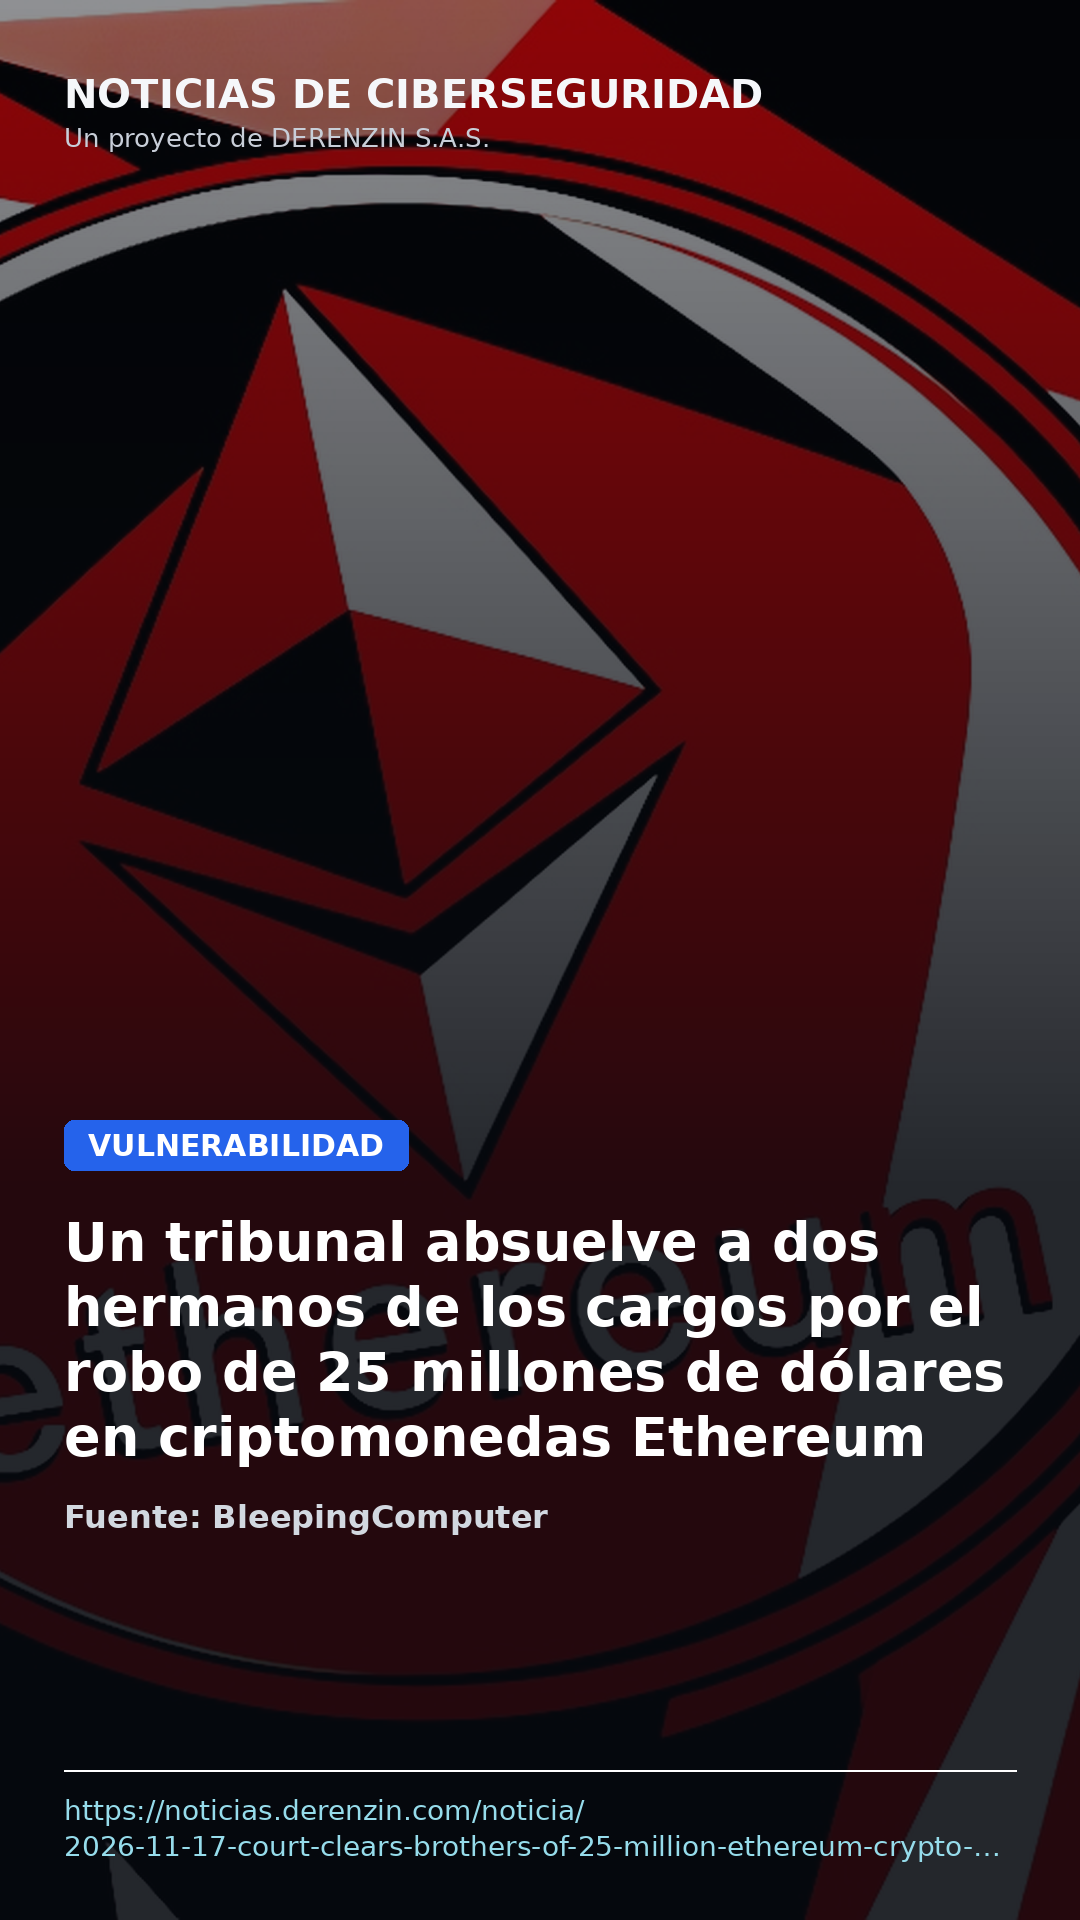 NOTICIAS DE CIBERSEGURIDAD
Un proyecto de DERENZIN S.A.S.
VULNERABILIDAD
Un tribunal absuelve a dos
hermanos de los cargos por el
robo de 25 millones de dólares
en criptomonedas Ethereum
ethereum
Fuente: BleepingComputer
https://noticias.derenzin.com/noticia/
2026-11-17-court-clears-brothers-of-25-million-ethereum-crypto-…